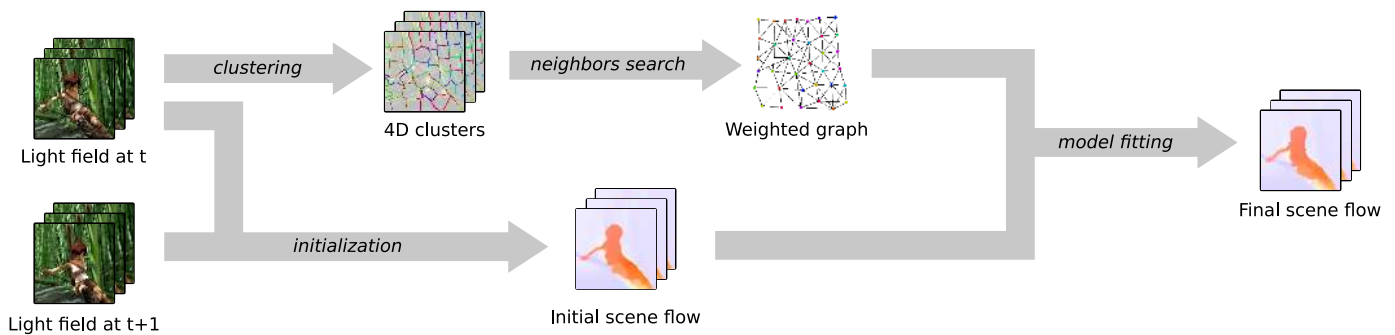 clustering
neighbors search
4D clusters
Weighted graph
Light field at t
model fitting
Final scene flow
initialization
Light field at t+1
Initial scene flow